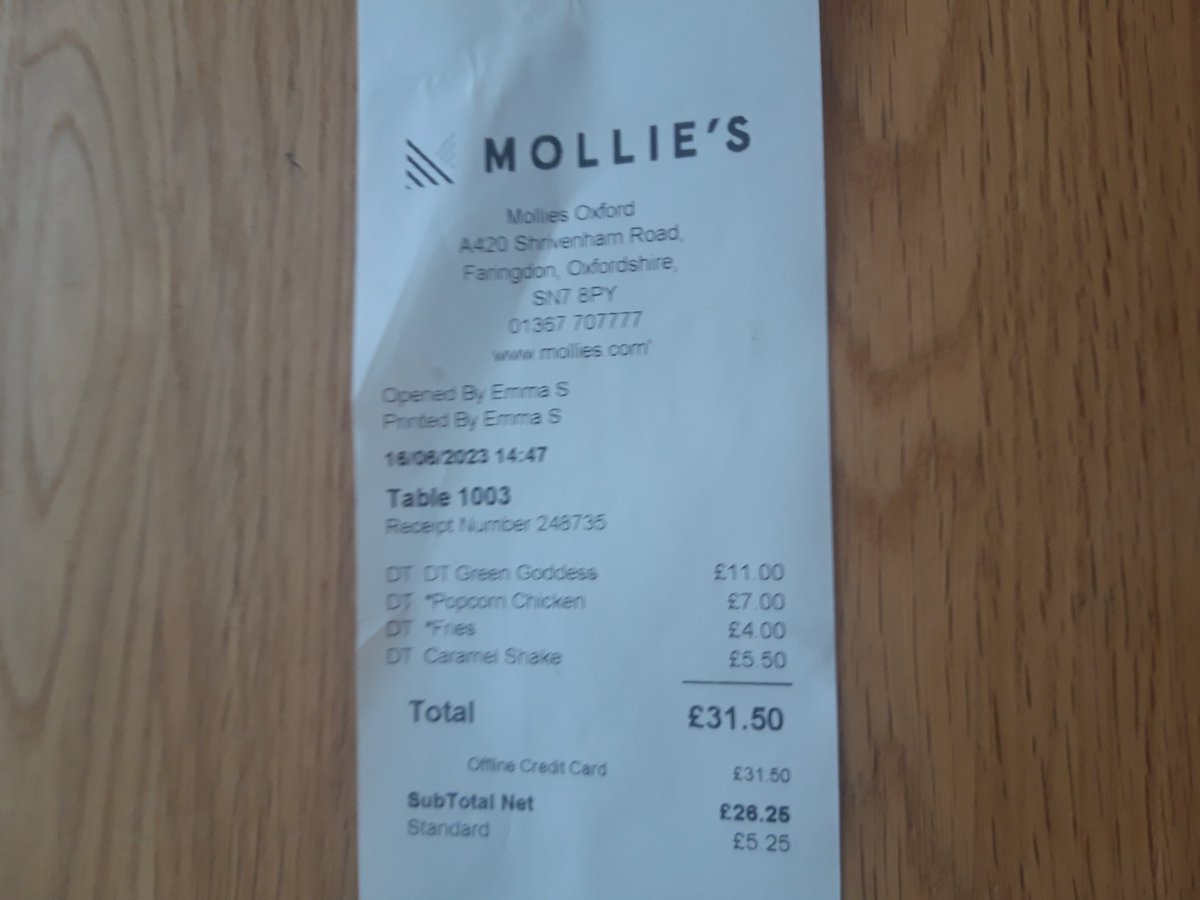 MOLLIE'S
Mollies Oxford
A420 Shrivenham Road,
Faringdon, Oxfordshire,
SN7 8PY
01367 707777
www.mollies.com'
Opened By Emma S
Printed By Emma S
16/06/2023 14:47
Table 1003
Receipt Number 248735
DT DT Green Goddess £11.00
DT *Popcorn Chicken £7.00
DT *Fries £4.00
DT Caramel Shake £5.50
Total £31.50
Offline Credit Card £31.50
SubTotal Net £26.25
Standard £5.25